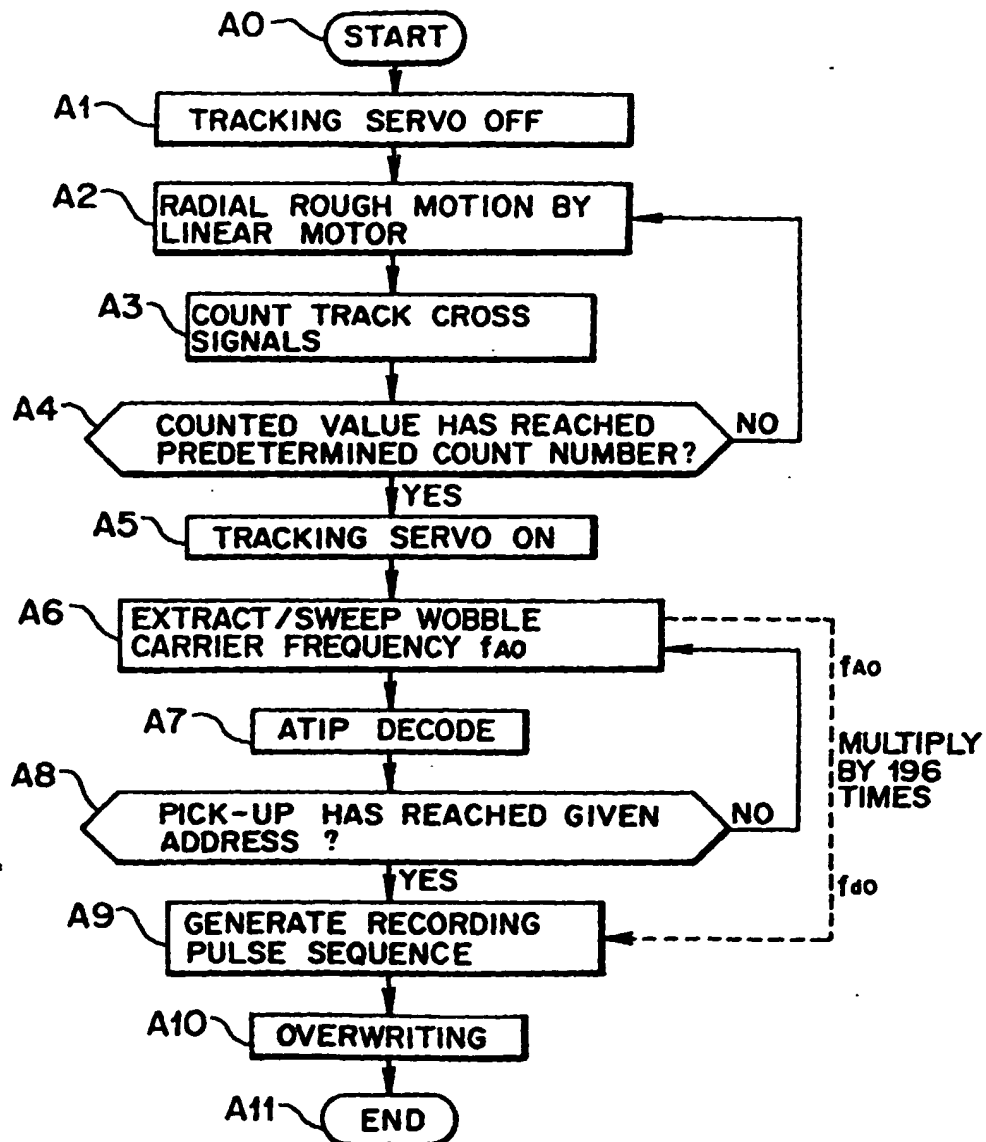 A0
START
A1
TRACKING SERVO OFF
A2
RADIAL ROUGH MOTION BY
LINEAR MOTOR
A3
COUNT TRACK CROSS
SIGNALS
A4
COUNTED VALUE HAS REACHED
PREDETERMINED COUNT NUMBER?
NO
YES
A5
TRACKING SERVO ON
A6
EXTRACT/SWEEP WOBBLE
CARRIER FREQUENCY fA0
fA0
A7
ATIP DECODE
MULTIPLY
BY 196
TIMES
A8
PICK-UP HAS REACHED GIVEN
ADDRESS ?
NO
YES
fd0
A9
GENERATE RECORDING
PULSE SEQUENCE
A10
OVERWRITING
A11
END